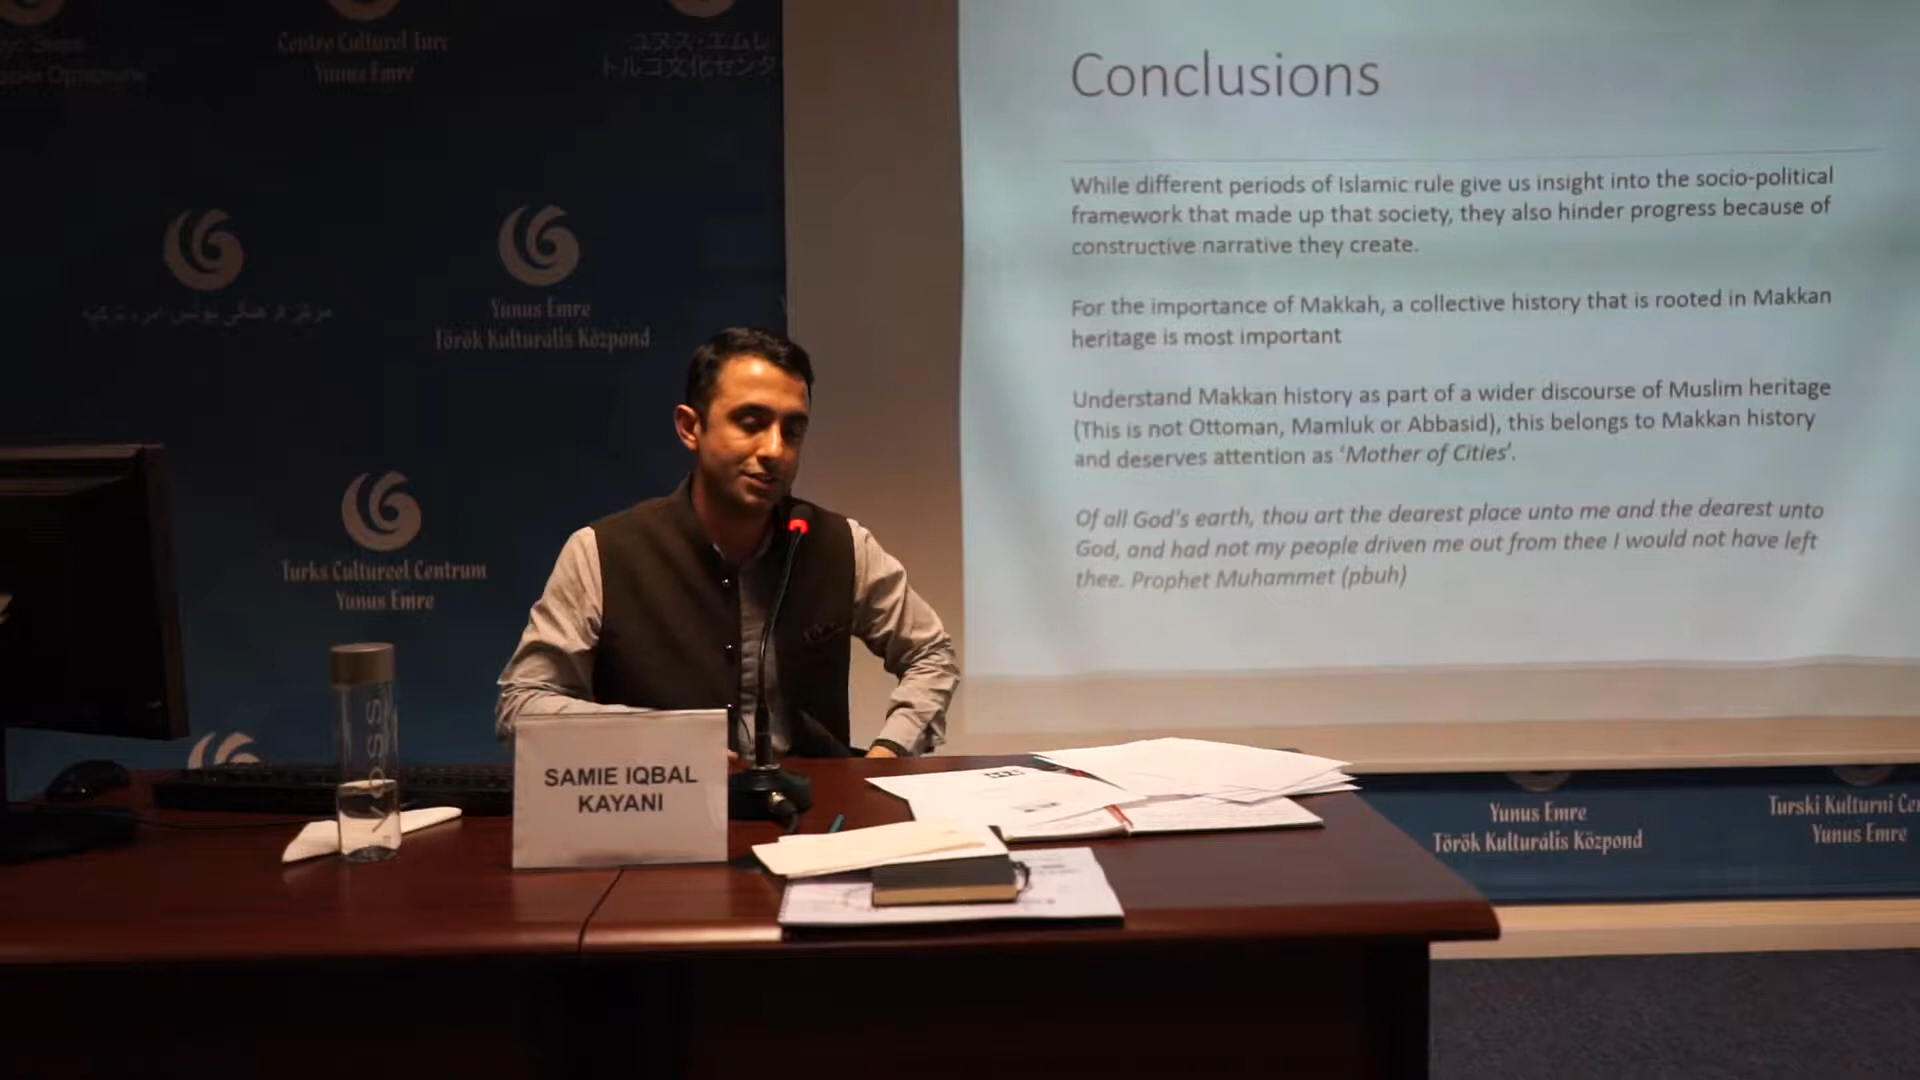 Centre Culturel Turc
Yunus Emre
ユヌス・エムレ
トルコ文化センター
Yunus Emre
Török Kulturális Központ
Turks Cultureel Centrum
Yunus Emre
Conclusions
While different periods of Islamic rule give us insight into the socio-political
framework that made up that society, they also hinder progress because of
constructive narrative they create.
For the importance of Makkah, a collective history that is rooted in Makkan
heritage is most important
Understand Makkan history as part of a wider discourse of Muslim heritage
(This is not Ottoman, Mamluk or Abbasid), this belongs to Makkan history
and deserves attention as ‘Mother of Cities’.
Of all God's earth, thou art the dearest place unto me and the dearest unto
God, and had not my people driven me out from thee I would not have left
thee. Prophet Muhammet (pbuh)
VOSS
SAMIE IQBAL
KAYANI
Yunus Emre
Török Kulturális Központ
Turski Kulturni Ce
Yunus Emre